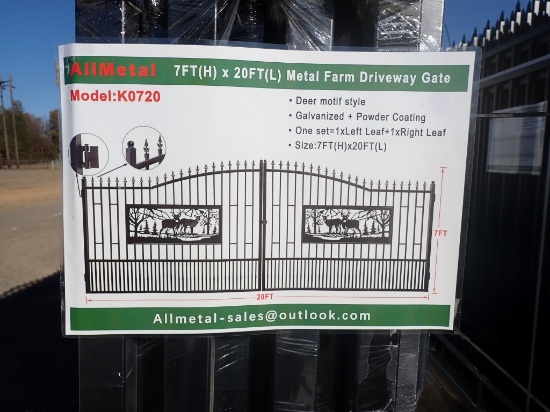 AllMetal 7FT(H) x 20FT(L) Metal Farm Driveway Gate
Model:K0720
• Deer motif style
• Galvanized + Powder Coating
• One set=1xLeft Leaf+1xRight Leaf
• Size:7FT(H)x20FT(L)
7FT
20FT
Allmetal-sales@outlook.com